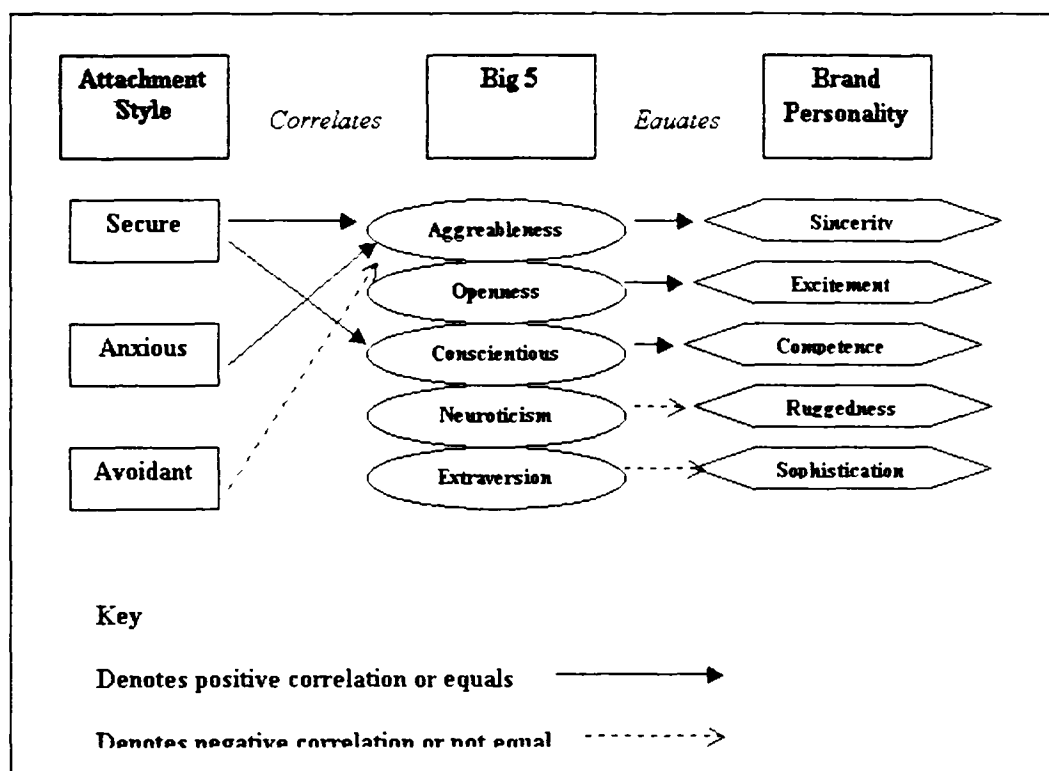 Attachment
Style
Correlates
Big 5
Eauates
Brand
Personality
Secure
Aggreableness
Sincerity
Openness
Excitement
Anxious
Conscientious
Competence
Neuroticism
Ruggedness
Avoidant
Extraversion
Sophistication
Key
Denotes positive correlation or equals
Denotes negative correlation or not equal